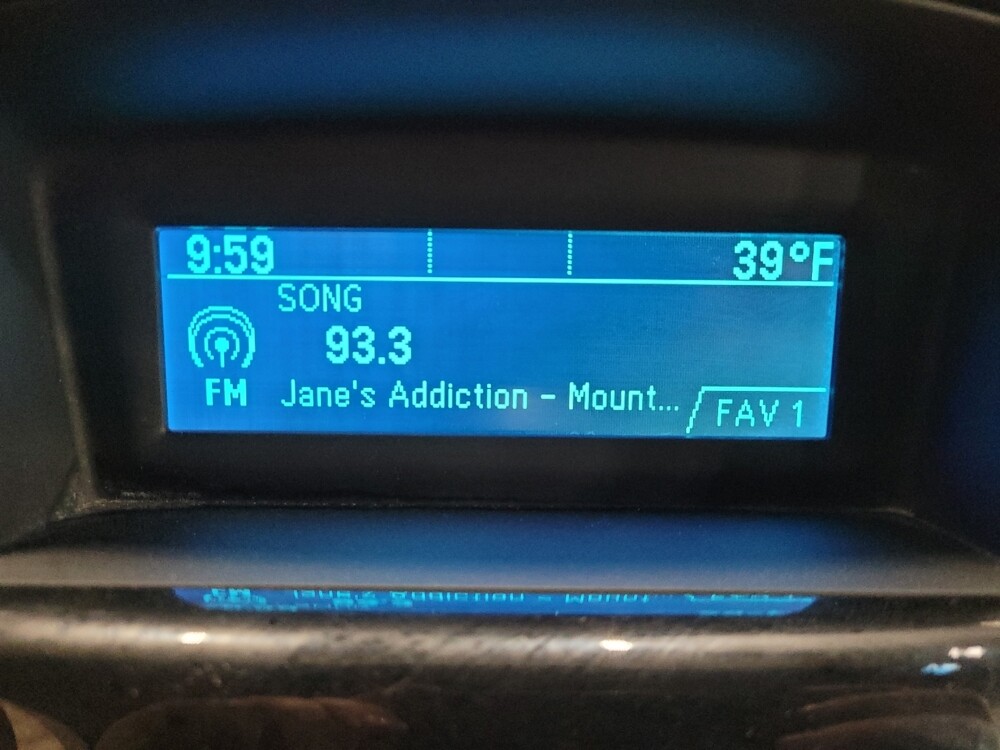 9:59 39°F
SONG
93.3
FM Jane's Addiction - Mount... FAV 1